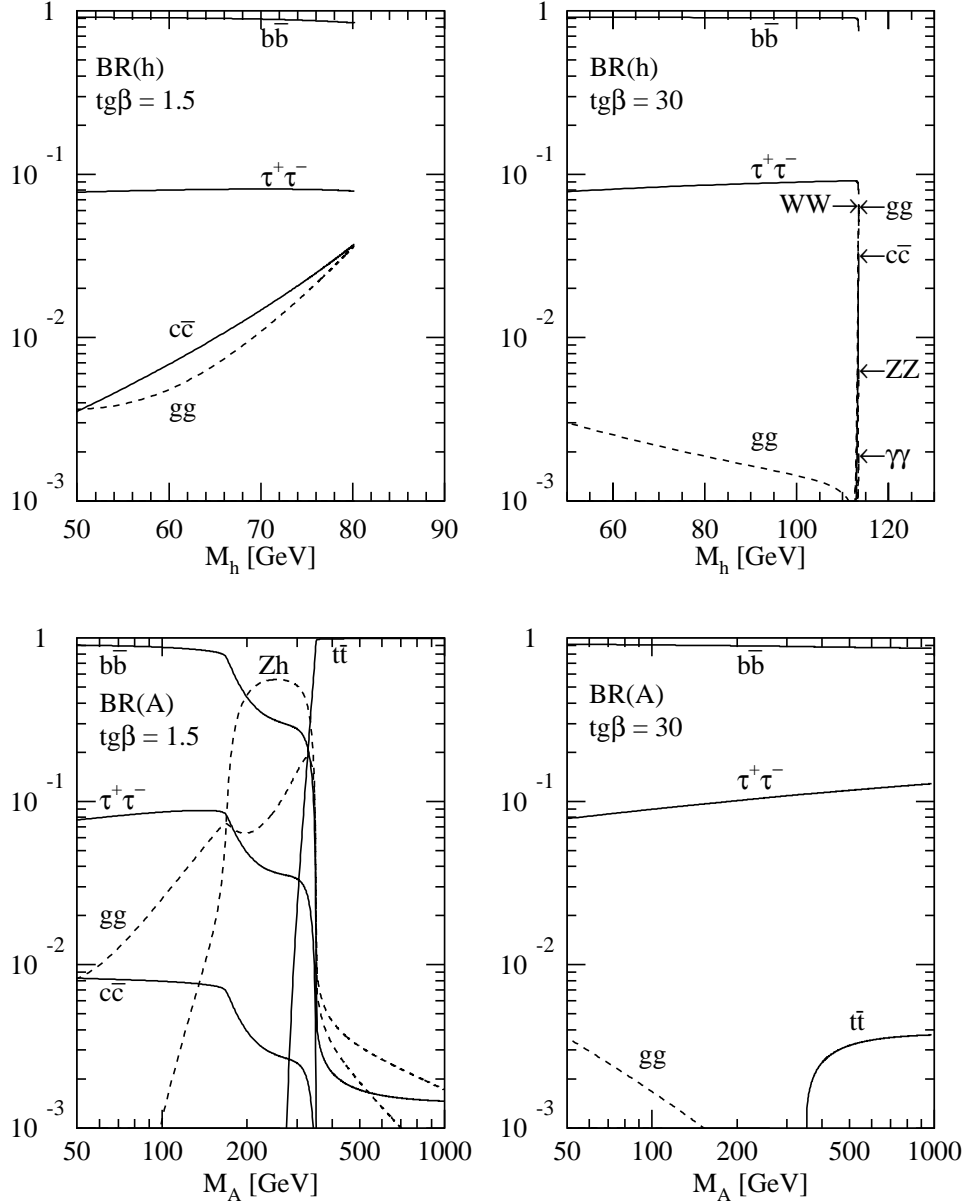 1
bb̄
BR(h)
tgβ = 1.5
10⁻¹
τ⁺τ⁻
10⁻²
cc̄
gg
10⁻³
50 60 70 80 90
M_h [GeV]
1
bb̄
BR(h)
tgβ = 30
10⁻¹
τ⁺τ⁻
WW
gg
cc̄
10⁻²
ZZ
gg
γγ
10⁻³
60 80 100 120
M_h [GeV]
1
bb̄
Zh
tt̄
BR(A)
tgβ = 1.5
10⁻¹
τ⁺τ⁻
gg
10⁻²
cc̄
10⁻³
50 100 200 500 1000
M_A [GeV]
1
bb̄
BR(A)
tgβ = 30
10⁻¹
τ⁺τ⁻
10⁻²
tt̄
gg
10⁻³
50 100 200 500 1000
M_A [GeV]